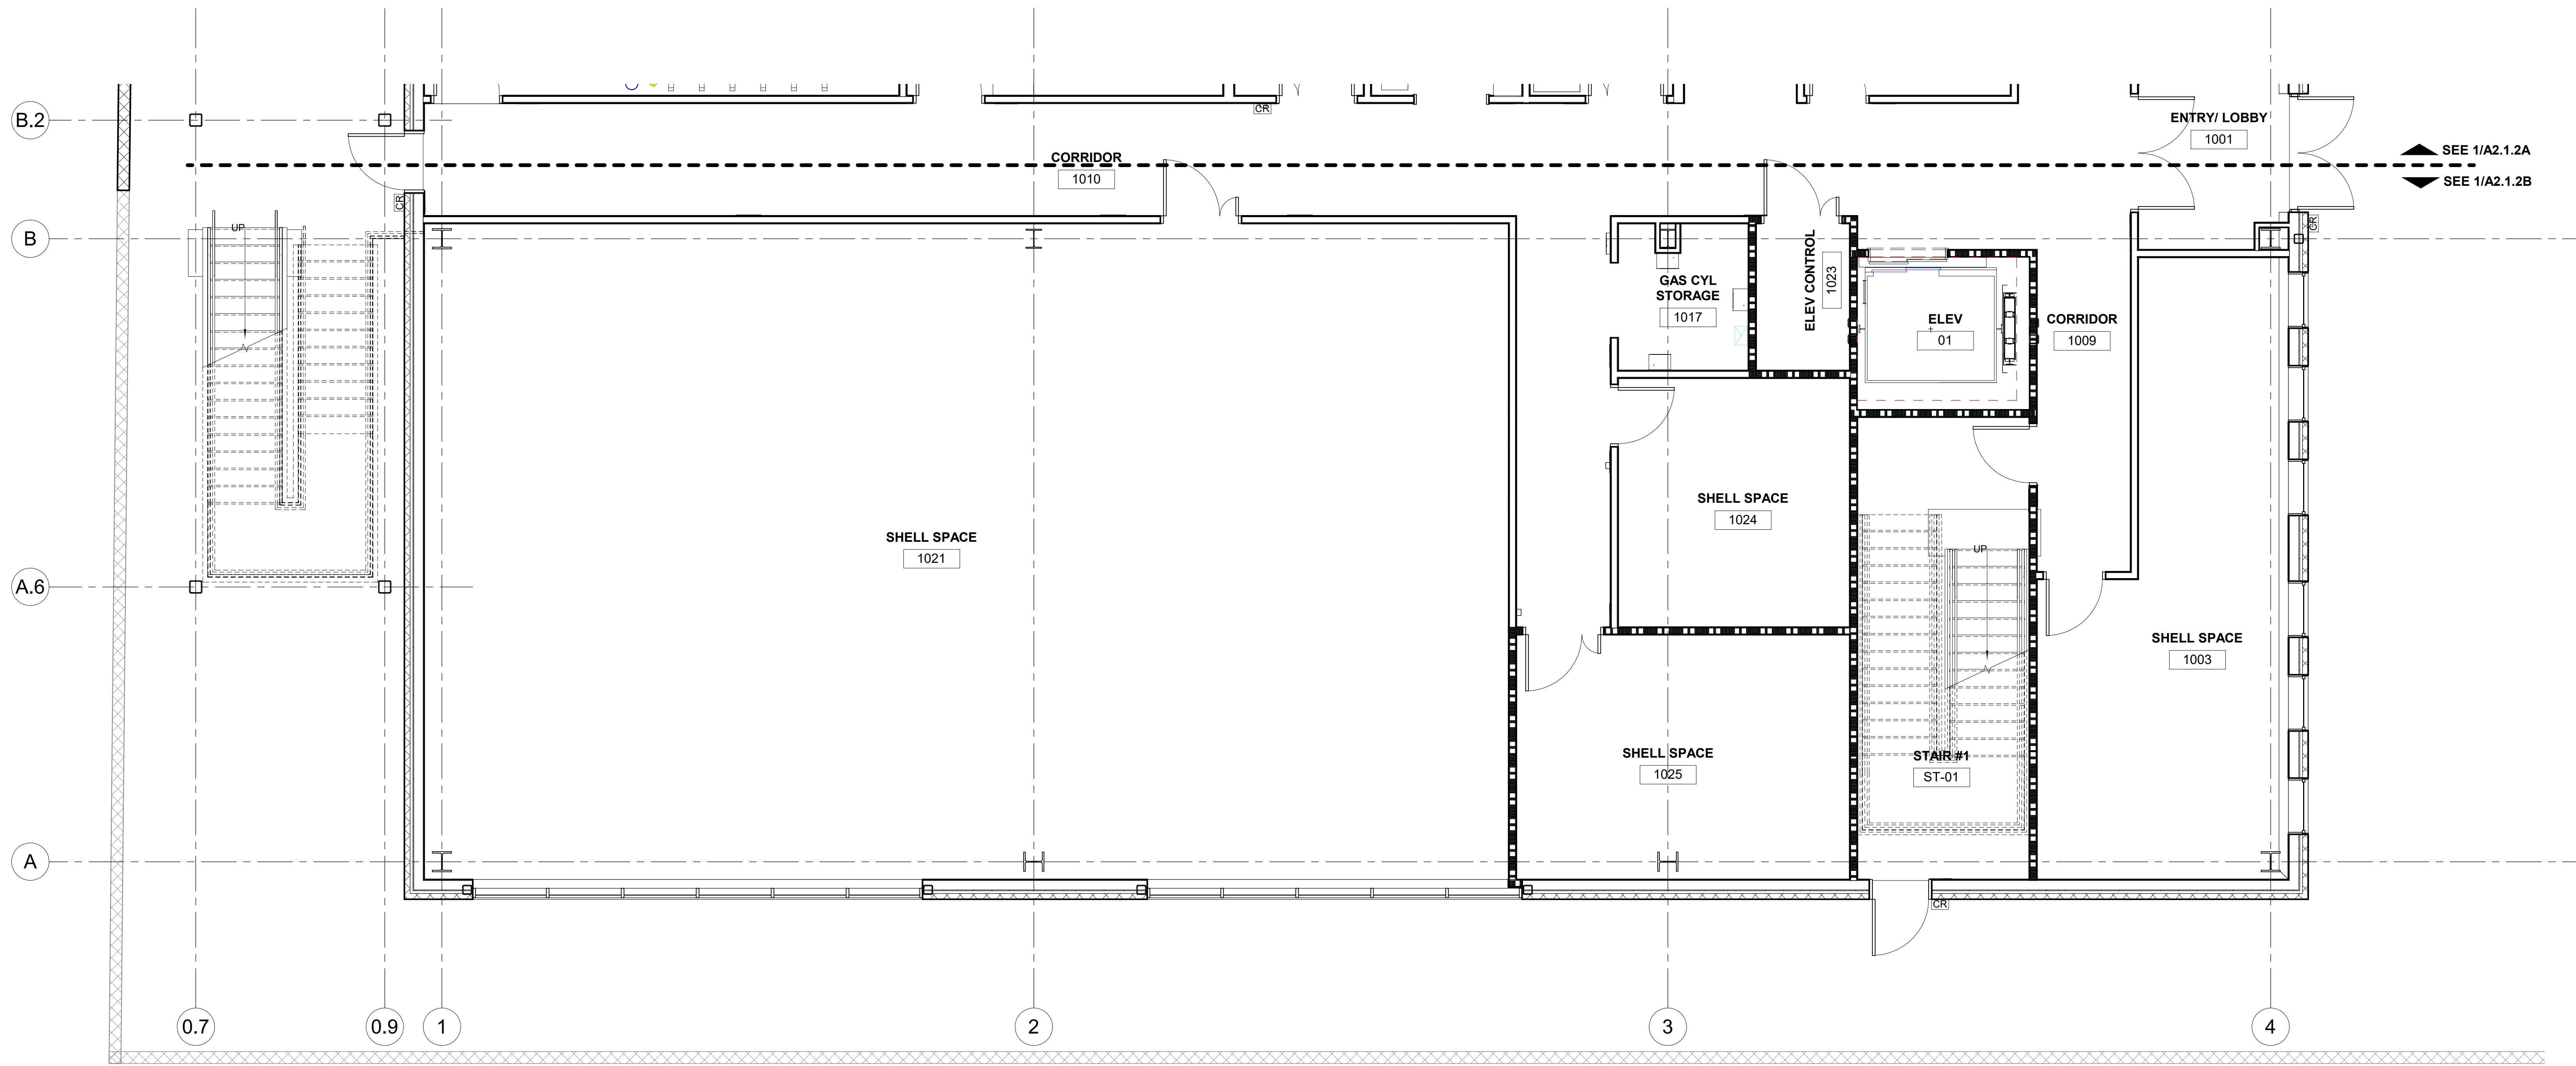 B.2
CR
ENTRY/ LOBBY
1001
CORRIDOR
1010
SEE 1/A2.1.2A
SEE 1/A2.1.2B
CR
UP
B
CR
GAS CYL
STORAGE
1017
ELEV CONTROL
1023
ELEV
01
CORRIDOR
1009
SHELL SPACE
1024
SHELL SPACE
1021
UP
A.6
SHELL SPACE
1003
SHELL SPACE
1025
STAIR #1
ST-01
A
CR
0.7
0.9
1
2
3
4